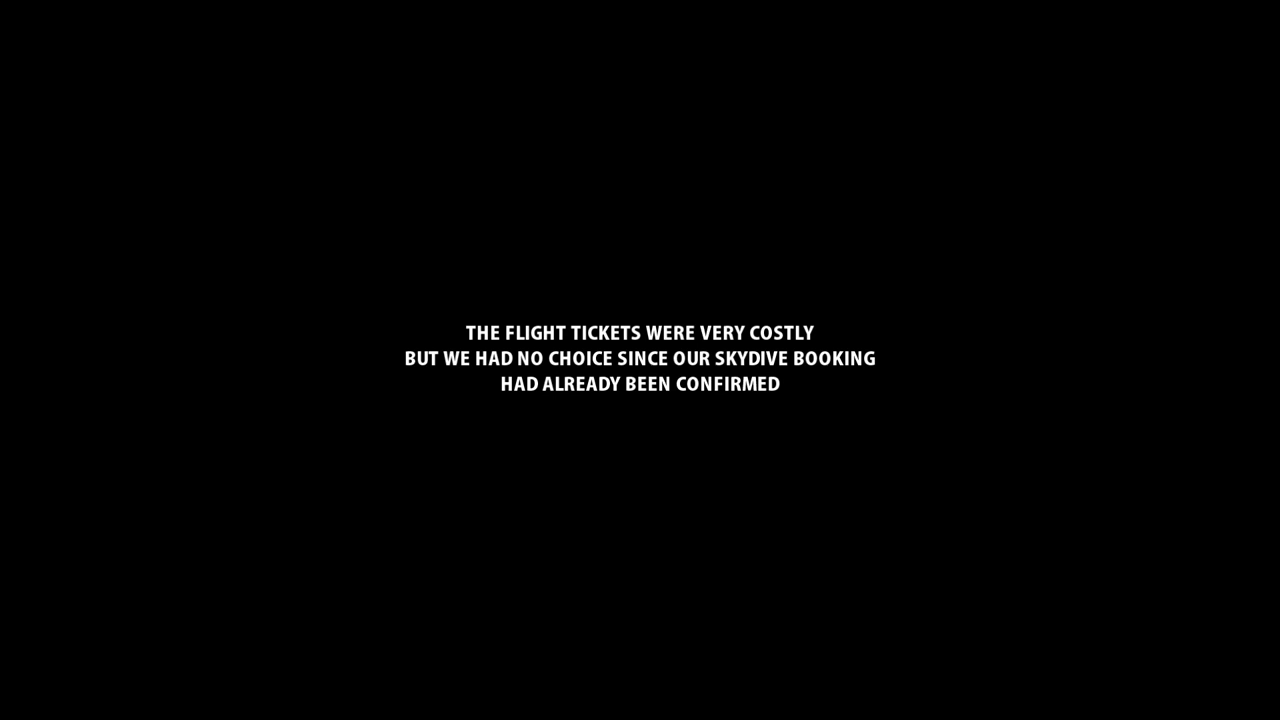 THE FLIGHT TICKETS WERE VERY COSTLY
BUT WE HAD NO CHOICE SINCE OUR SKYDIVE BOOKING
HAD ALREADY BEEN CONFIRMED